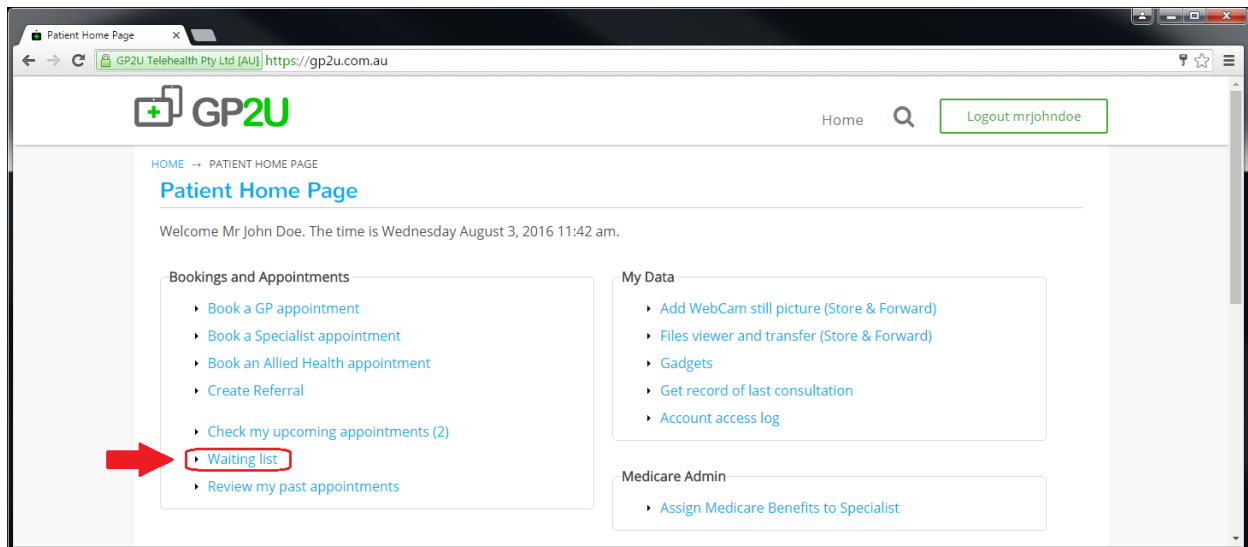 Patient Home Page
GP2U Telehealth Pty Ltd [AU] https://gp2u.com.au
GP2U
Home
Logout mrjohndoe
HOME → PATIENT HOME PAGE
Patient Home Page
Welcome Mr John Doe. The time is Wednesday August 3, 2016 11:42 am.
Bookings and Appointments
Book a GP appointment
Book a Specialist appointment
Book an Allied Health appointment
Create Referral
Check my upcoming appointments (2)
Waiting list
Review my past appointments
My Data
Add WebCam still picture (Store & Forward)
Files viewer and transfer (Store & Forward)
Gadgets
Get record of last consultation
Account access log
Medicare Admin
Assign Medicare Benefits to Specialist